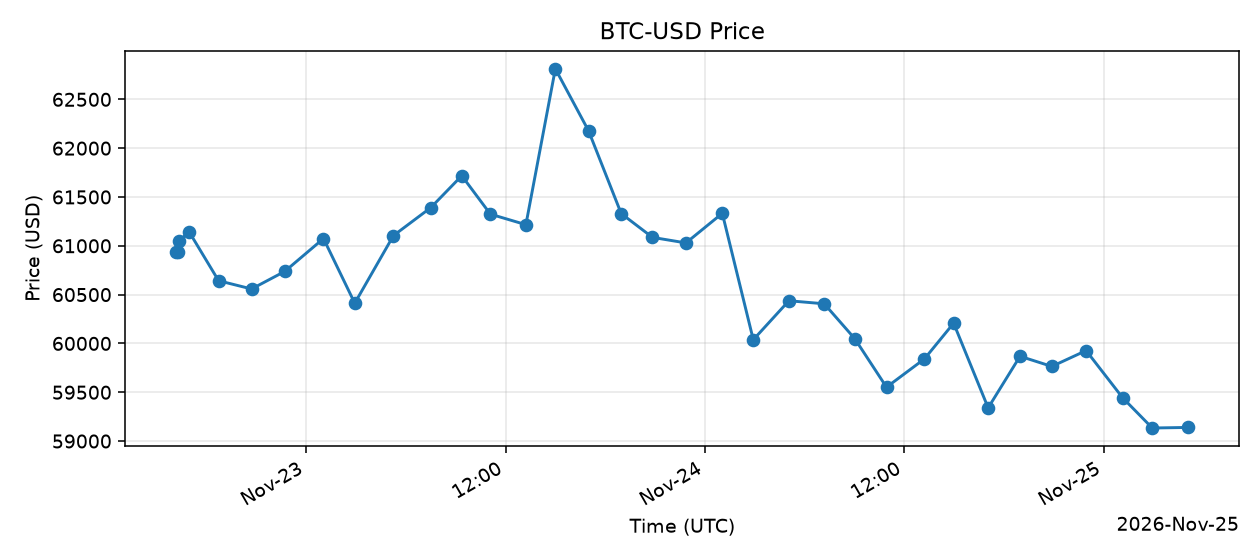 BTC-USD Price
Price (USD)
62500
62000
61500
61000
60500
60000
59500
59000
Nov-23
12:00
Nov-24
12:00
Nov-25
Time (UTC)
2026-Nov-25